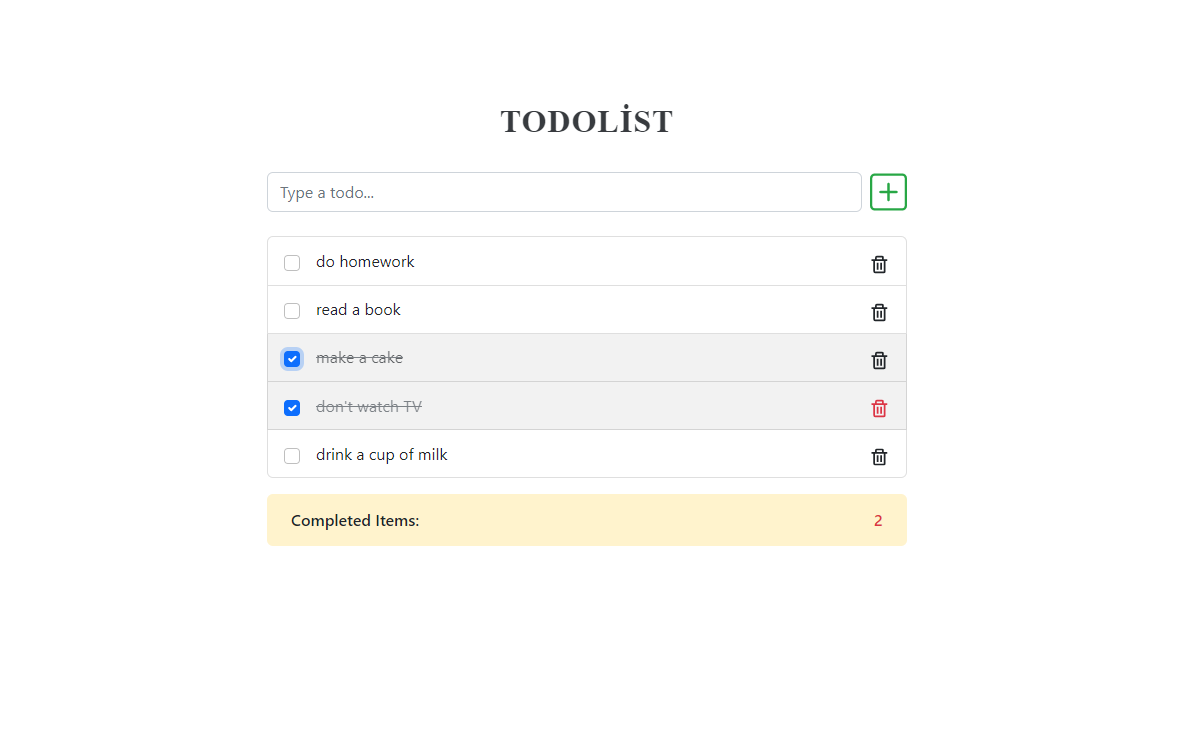 TODOLİST
Type a todo...
do homework
read a book
make a cake
don't watch TV
drink a cup of milk
Completed Items: 2